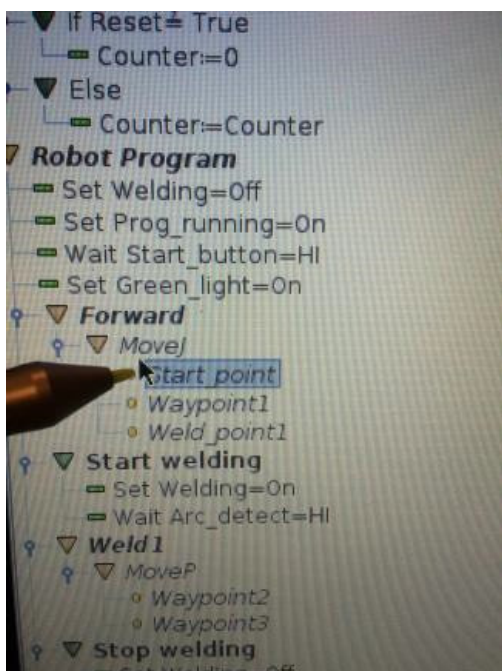 If Reset≟ True
Counter:=0
Else
Counter:=Counter
Robot Program
Set Welding=Off
Set Prog_running=On
Wait Start_button=HI
Set Green_light=On
Forward
MoveJ
Start_point
Waypoint1
Weld_point1
Start welding
Set Welding=On
Wait Arc_detect=HI
Weld1
MoveP
Waypoint2
Waypoint3
Stop welding